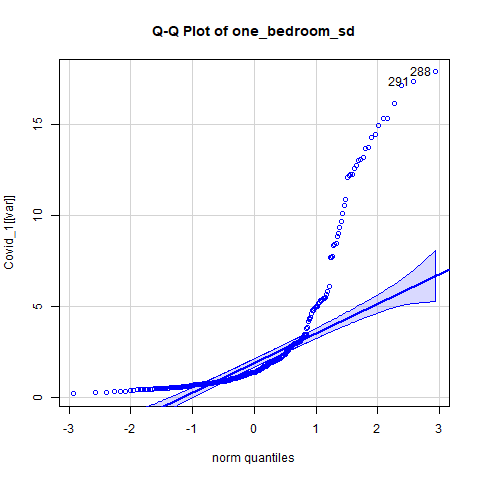 Q-Q Plot of one_bedroom_sd
288
291
15
10
5
0
Covid_1[[var]]
-3 -2 -1 0 1 2 3
norm quantiles